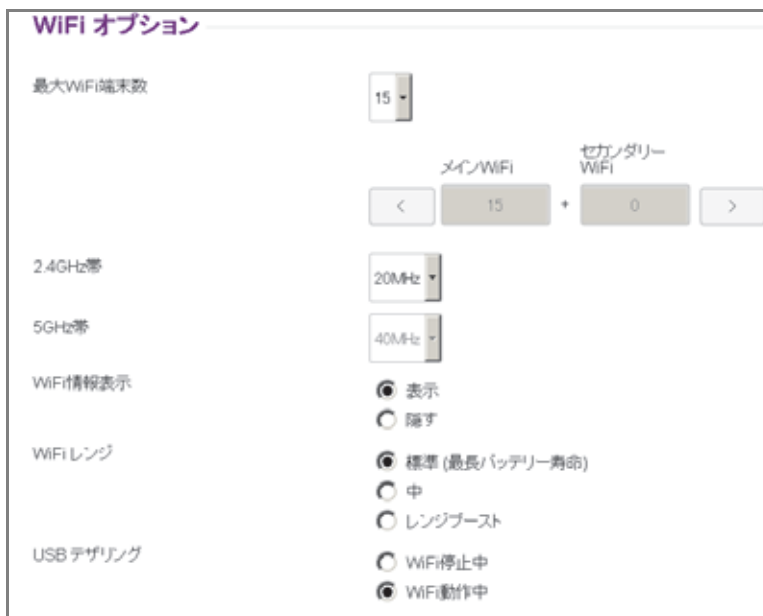 WiFi オプション
最大WiFi端末数
15
メインWiFi
セカンダリー
WiFi
< 15 + 0 >
2.4GHz帯
20MHz
5GHz帯
40MHz
WiFi情報表示
表示
隠す
WiFi レンジ
標準 (最長バッテリー寿命)
中
レンジブースト
USB テザリング
WiFi停止中
WiFi動作中